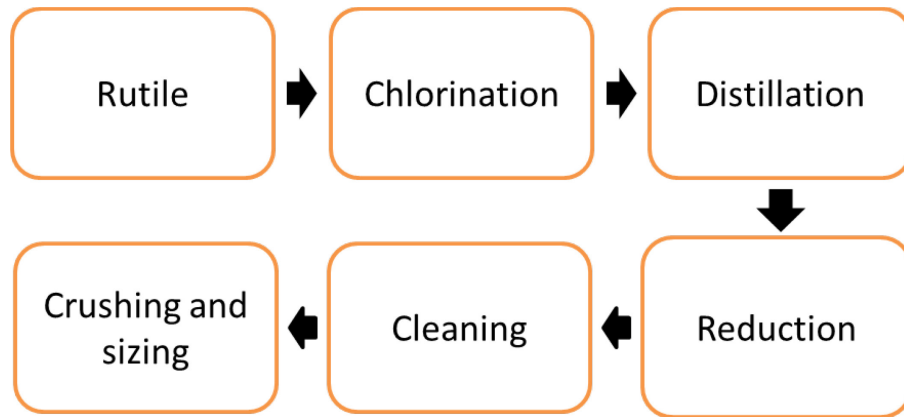 Rutile
Chlorination
Distillation
Reduction
Cleaning
Crushing and
sizing